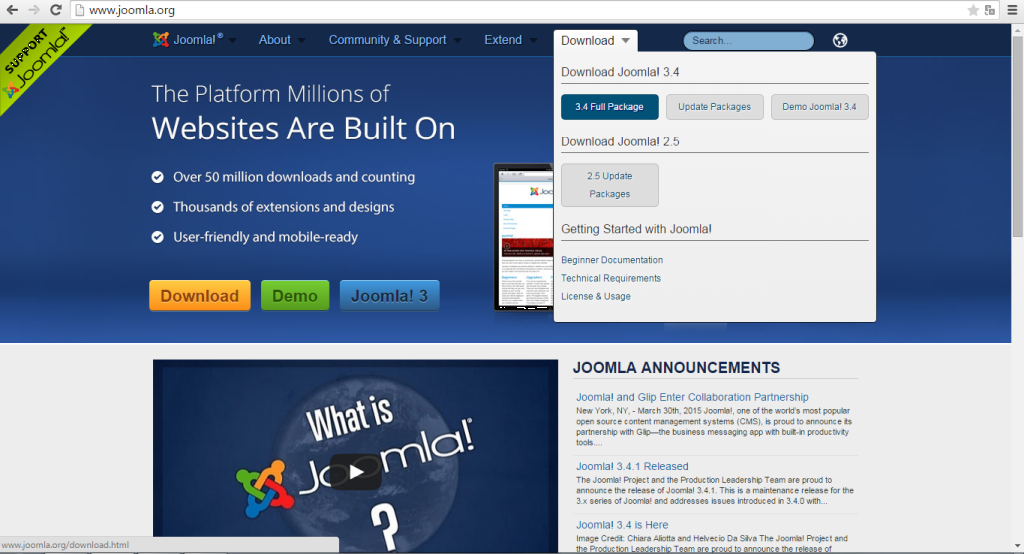 www.joomla.org
SUPPORT
Joomla!
Joomla! ® About Community & Support Extend Download Search...
Download Joomla! 3.4
3.4 Full Package Update Packages Demo Joomla! 3.4
Download Joomla! 2.5
2.5 Update
Packages
Getting Started with Joomla!
Beginner Documentation
Technical Requirements
License & Usage
The Platform Millions of
Websites Are Built On
Over 50 million downloads and counting
Thousands of extensions and designs
User-friendly and mobile-ready
Download Demo Joomla! 3
What is
Joomla!
?
JOOMLA ANNOUNCEMENTS
Joomla! and Glip Enter Collaboration Partnership
New York, NY, - March 30th, 2015 Joomla!, one of the world's most popular
open source content management systems (CMS), is proud to announce its
partnership with Glip—the business messaging app with built-in productivity
tools....
Joomla! 3.4.1 Released
The Joomla! Project and the Production Leadership Team are proud to
announce the release of Joomla! 3.4.1. This is a maintenance release for the
3.x series of Joomla! and addresses issues introduced in 3.4.0 with...
Joomla! 3.4 is Here
Image Credit: Chiara Aliotta and Helvecio Da Silva The Joomla! Project and
the Production Leadership Team are proud to announce the release of
www.joomla.org/download.html